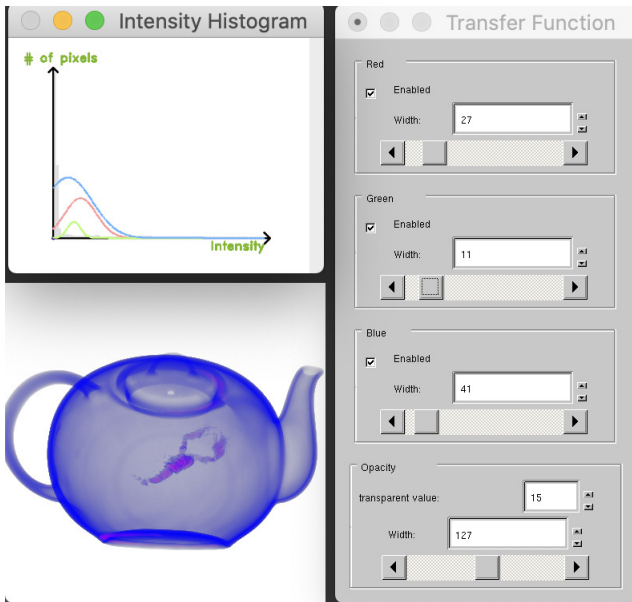 Intensity Histogram
# of pixels
Intensity
Transfer Function
Red
Enabled
Width:
27
Green
Enabled
Width:
11
Blue
Enabled
Width:
41
Opacity
transparent value:
15
Width:
127